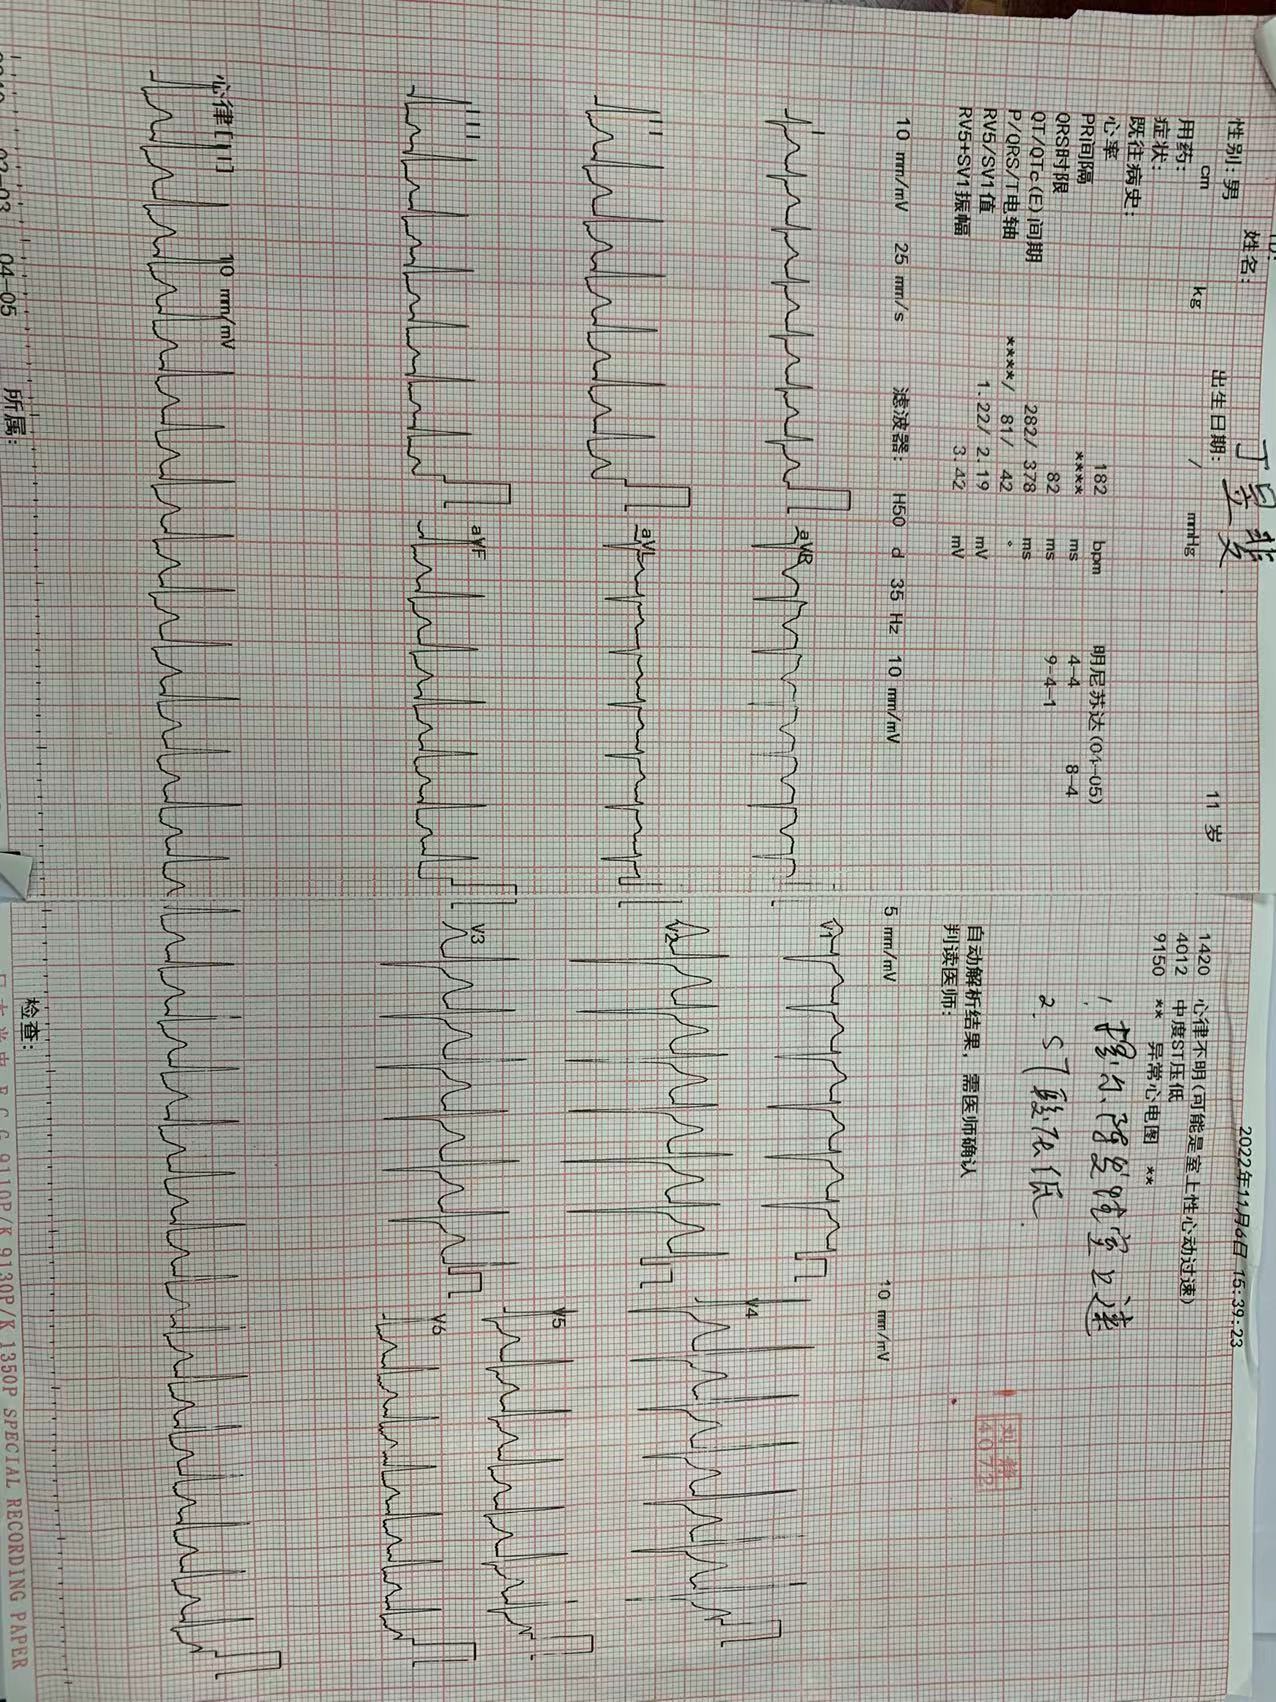 姓名:
性别:男 出生日期: 11 岁
cm kg / mmHg
用药:
症状:
既往病史:
心率 182 bpm
PR间隔 **** ms
QRS时限 82 ms
QT/QTc(E)间期 282/ 378 ms
P/QRS/T电轴 ****/ 81/ 42 °
RV5/SV1值 1.22/ 2.19 mV
RV5+SV1振幅 3.42 mV
明尼苏达(04-05)
4-4 8-4
9-4-1
2022年11月6日 15:39:23
1420 心律不明(可能是室上性心动过速)
4012 中度ST压低
9150 ** 异常心电图 **
1. 提示:阵发性室上速
2. ST段压低
自动解析结果, 需医师确认
判读医师:
10 mm/mV 25 mm/s 滤波器: H50 d 35 Hz 10 mm/mV 5 mm/mV 10 mm/mV
I
aVR
V1
V4
II
aVL
V2
V5
III
aVF
V3
V6
心律[II] 10 mm/mV
04-05 所属: 检查:
9110P/K 9130P/K 1350P SPECIAL RECORDING PAPER